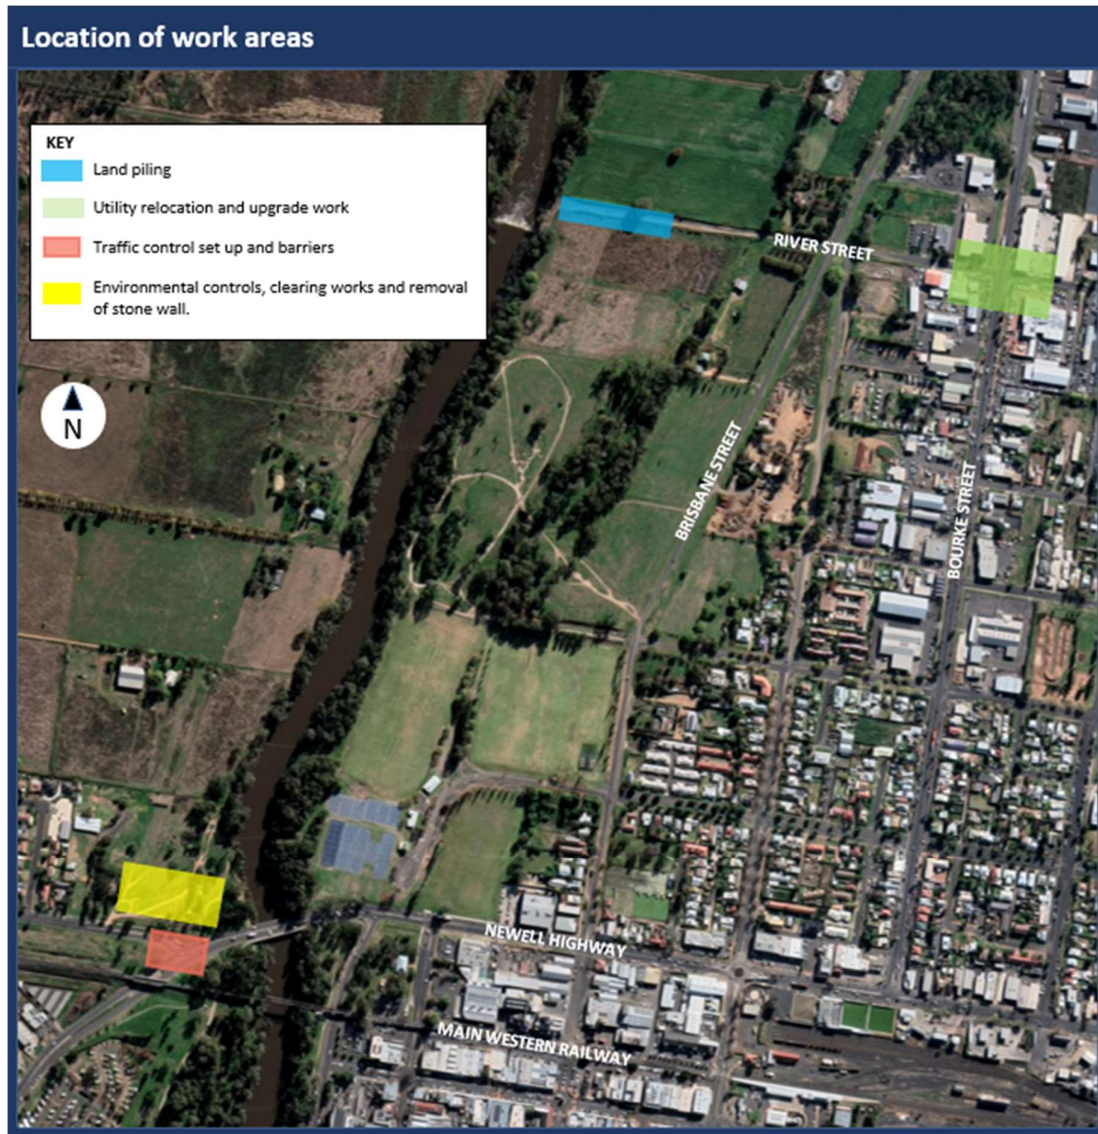 Location of work areas
KEY
Land piling
Utility relocation and upgrade work
Traffic control set up and barriers
Environmental controls, clearing works and removal
of stone wall.
N
RIVER STREET
BRISBANE STREET
BOURKE STREET
NEWELL HIGHWAY
MAIN WESTERN RAILWAY